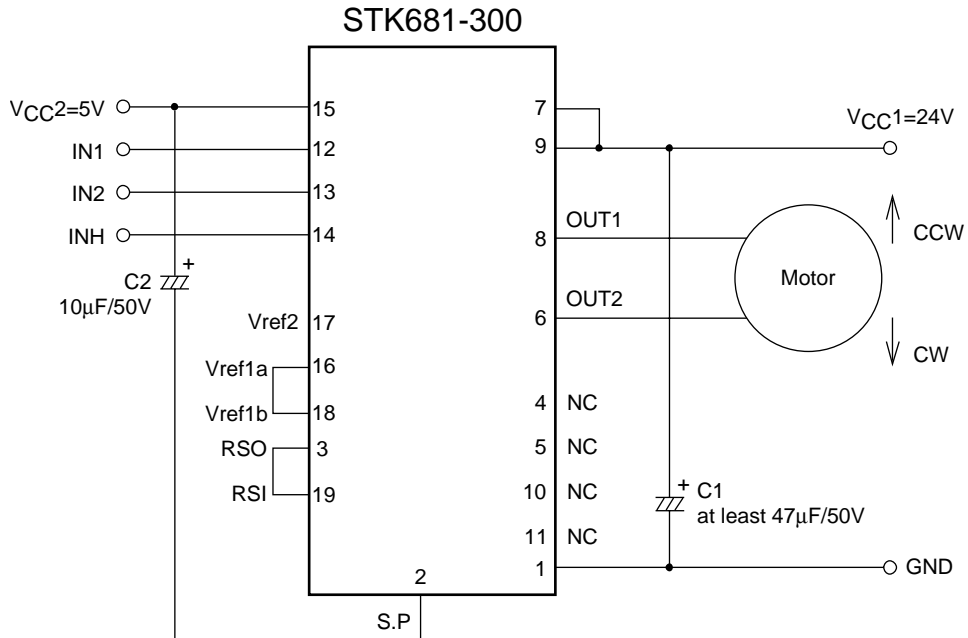 STK681-300
VCC2=5V
IN1
IN2
INH
C2
+
10μF/50V
Vref2
Vref1a
Vref1b
RSO
RSI
15
12
13
14
17
16
18
3
19
2
S.P
7
9
8
6
4
5
10
11
1
OUT1
OUT2
NC
NC
NC
NC
VCC1=24V
Motor
CCW
CW
+
C1
at least 47μF/50V
GND